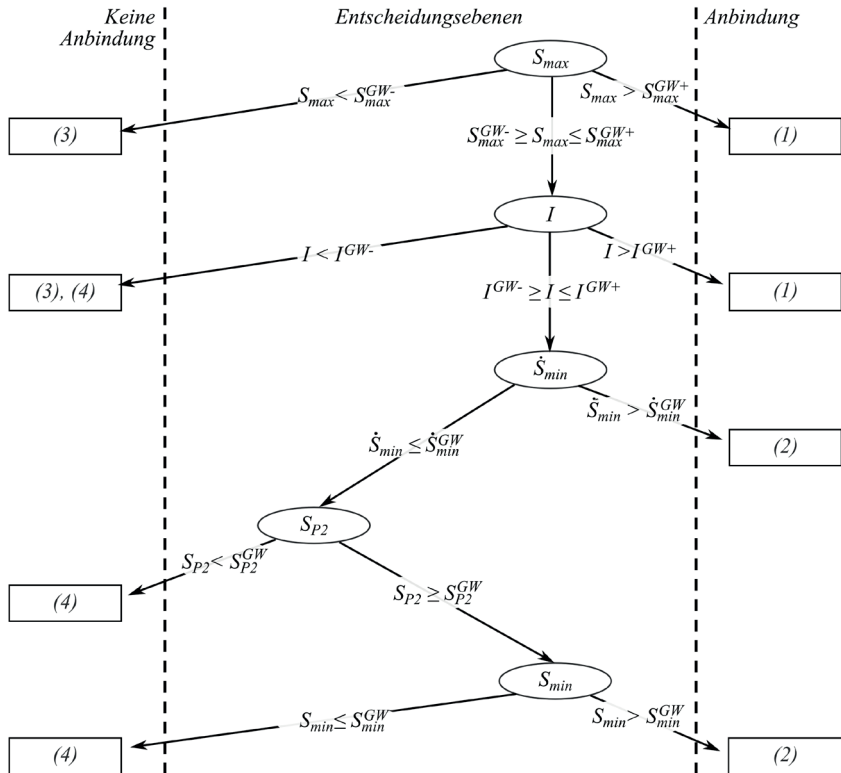 Keine Anbindung
Entscheidungsebenen
Anbindung
S_max
S_max < S_max^GW-
S_max > S_max^GW+
(3)
S_max^GW- ≥ S_max ≤ S_max^GW+
(1)
I
I < I^GW-
I >I^GW+
(3), (4)
I^GW- ≥ I ≤ I^GW+
(1)
Ṡ_min
Ṡ_min > Ṡ_min^GW
Ṡ_min ≤ Ṡ_min^GW
(2)
S_P2
S_P2 < S_P2^GW
S_P2 ≥ S_P2^GW
(4)
S_min
S_min ≤ S_min^GW
S_min > S_min^GW
(4)
(2)